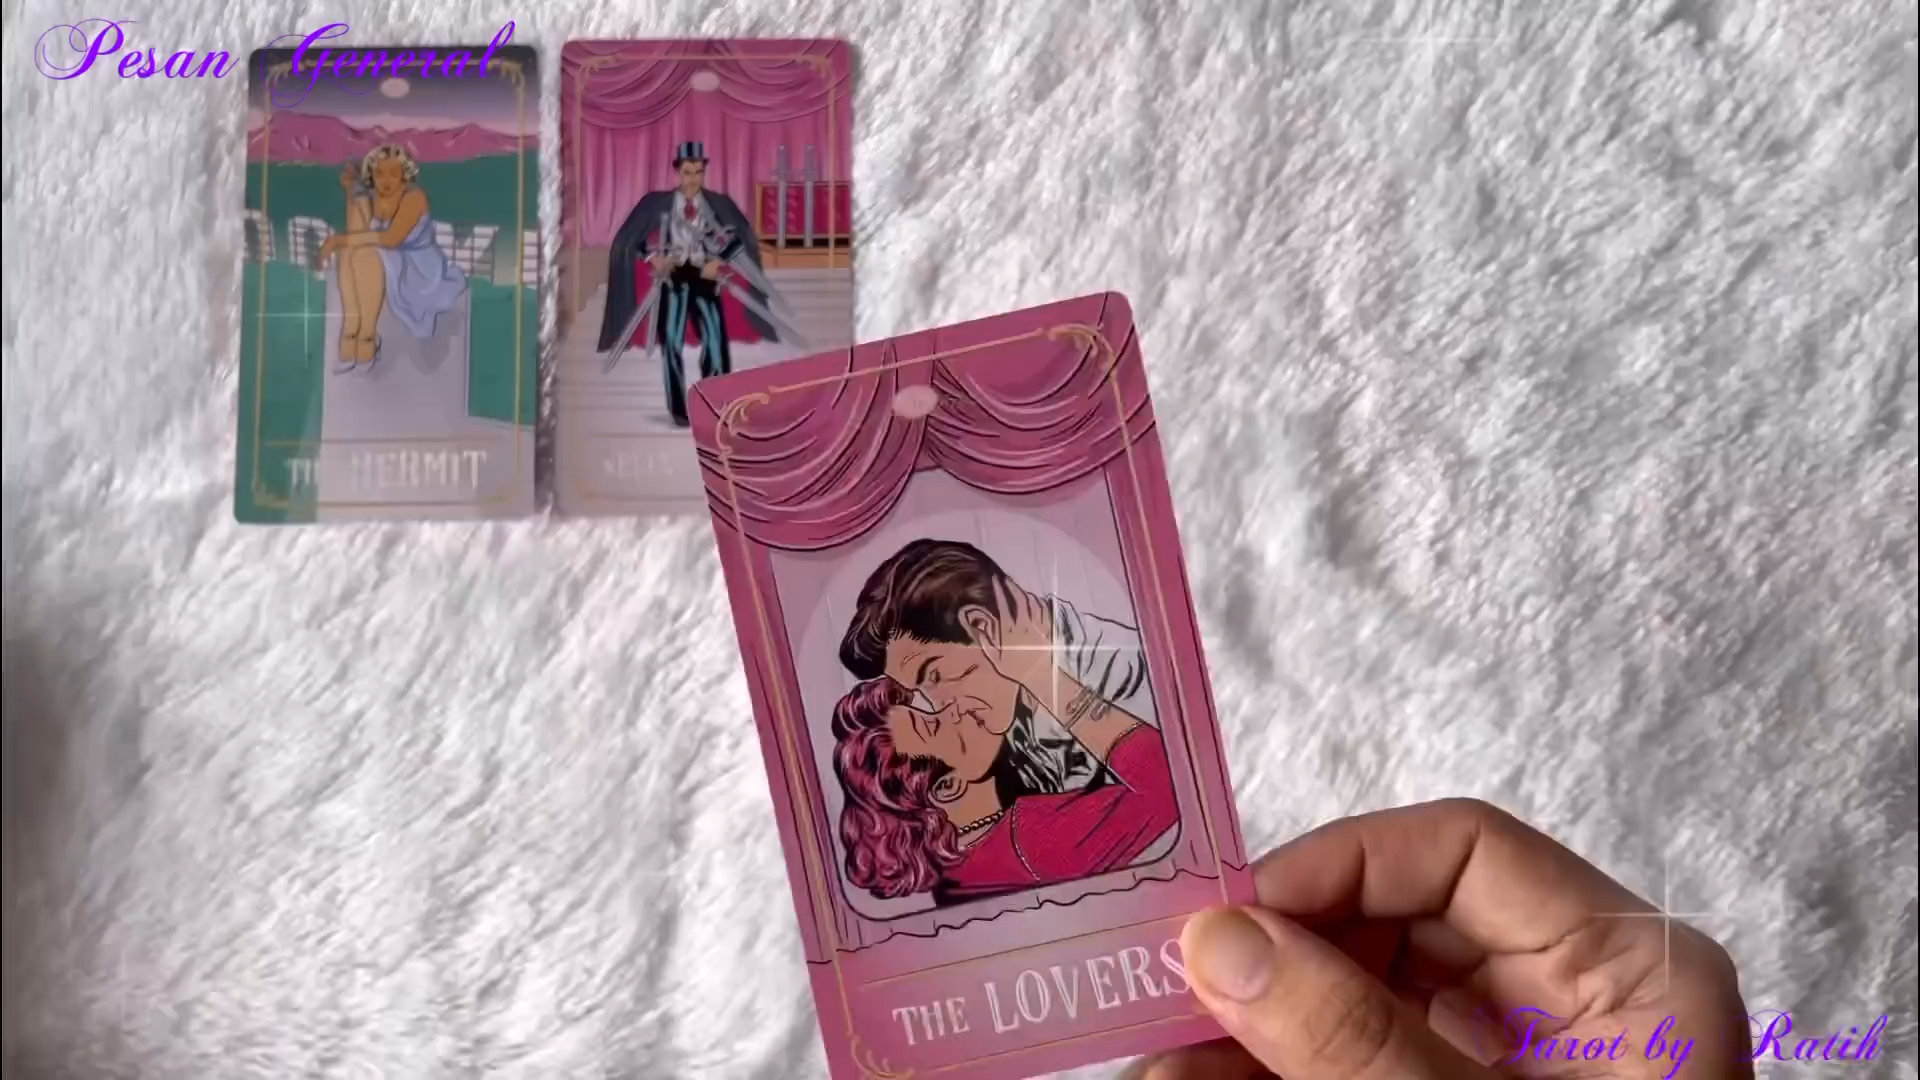 Pesan General
THE HERMIT
THE LOVERS
Tarot by Ratih